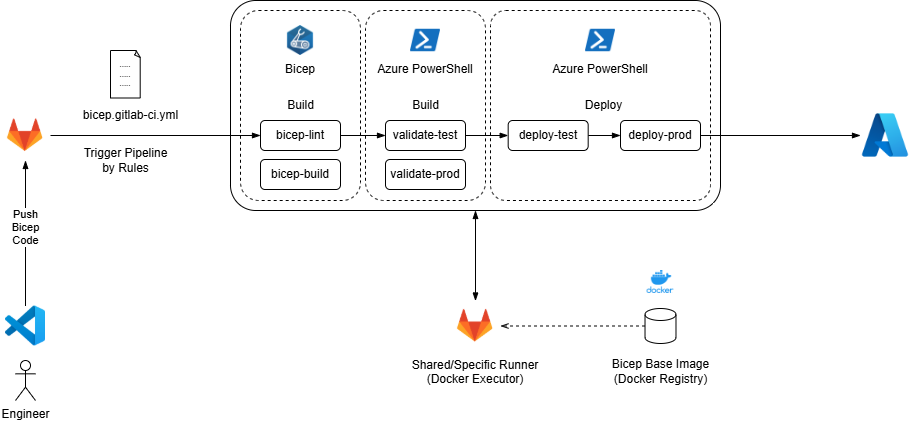 Bicep
Azure PowerShell
Azure PowerShell
bicep.gitlab-ci.yml
Build
Build
Deploy
bicep-lint
validate-test
deploy-test
deploy-prod
Trigger Pipeline
by Rules
bicep-build
validate-prod
Push
Bicep
Code
docker
Shared/Specific Runner
(Docker Executor)
Bicep Base Image
(Docker Registry)
Engineer